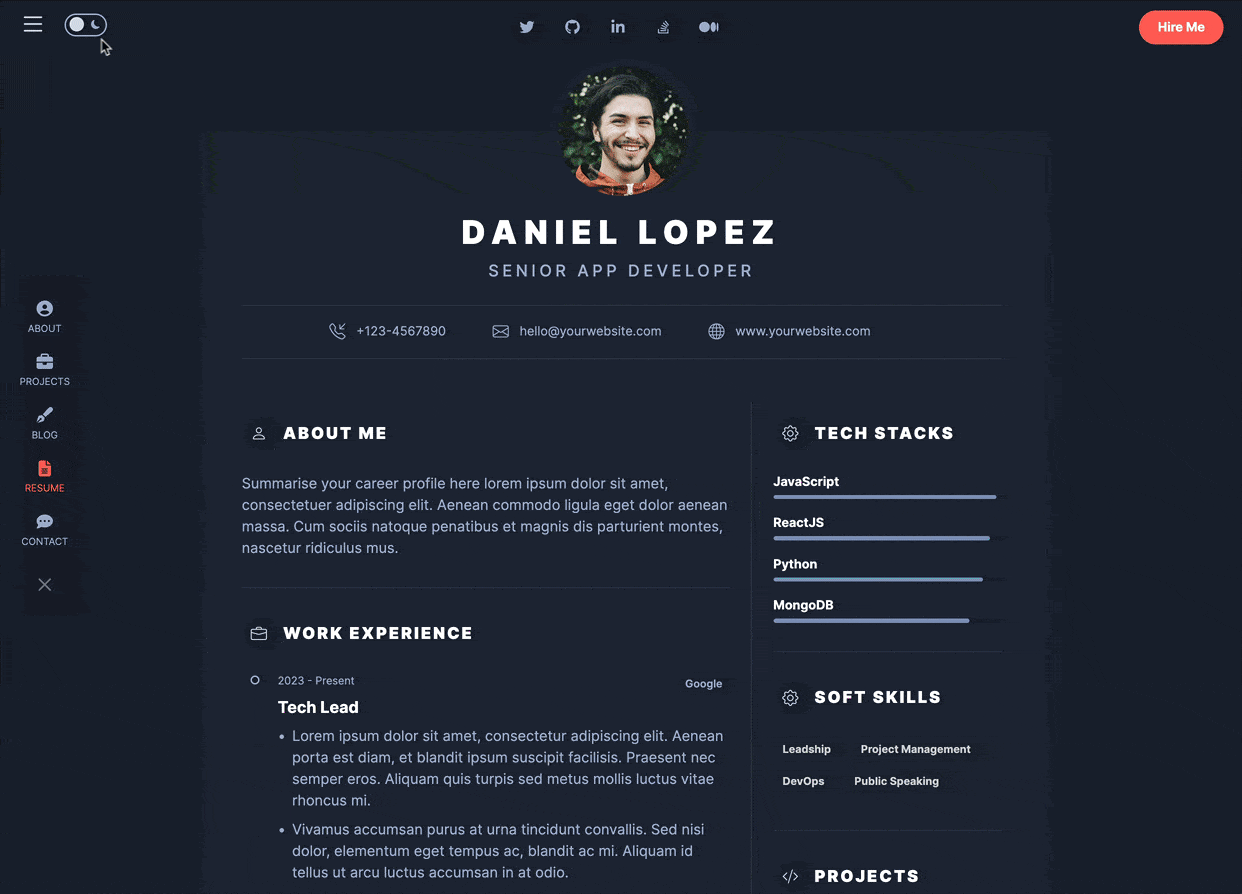 Hire Me
DANIEL LOPEZ
SENIOR APP DEVELOPER
+123-4567890
hello@yourwebsite.com
www.yourwebsite.com
ABOUT
PROJECTS
BLOG
RESUME
CONTACT
ABOUT ME
Summarise your career profile here lorem ipsum dolor sit amet,
consectetuer adipiscing elit. Aenean commodo ligula eget dolor aenean
massa. Cum sociis natoque penatibus et magnis dis parturient montes,
nascetur ridiculus mus.
WORK EXPERIENCE
2023 - Present
Google
Tech Lead
• Lorem ipsum dolor sit amet, consectetur adipiscing elit. Aenean
porta est diam, et blandit ipsum suscipit facilisis. Praesent nec
semper eros. Aliquam quis turpis sed metus mollis luctus vitae
rhoncus mi.
• Vivamus accumsan purus at urna tincidunt convallis. Sed nisi
dolor, elementum eget tempus ac, blandit ac mi. Aliquam id
tellus ut arcu luctus accumsan in at odio.
TECH STACKS
JavaScript
ReactJS
Python
MongoDB
SOFT SKILLS
Leadship
Project Management
DevOps
Public Speaking
PROJECTS